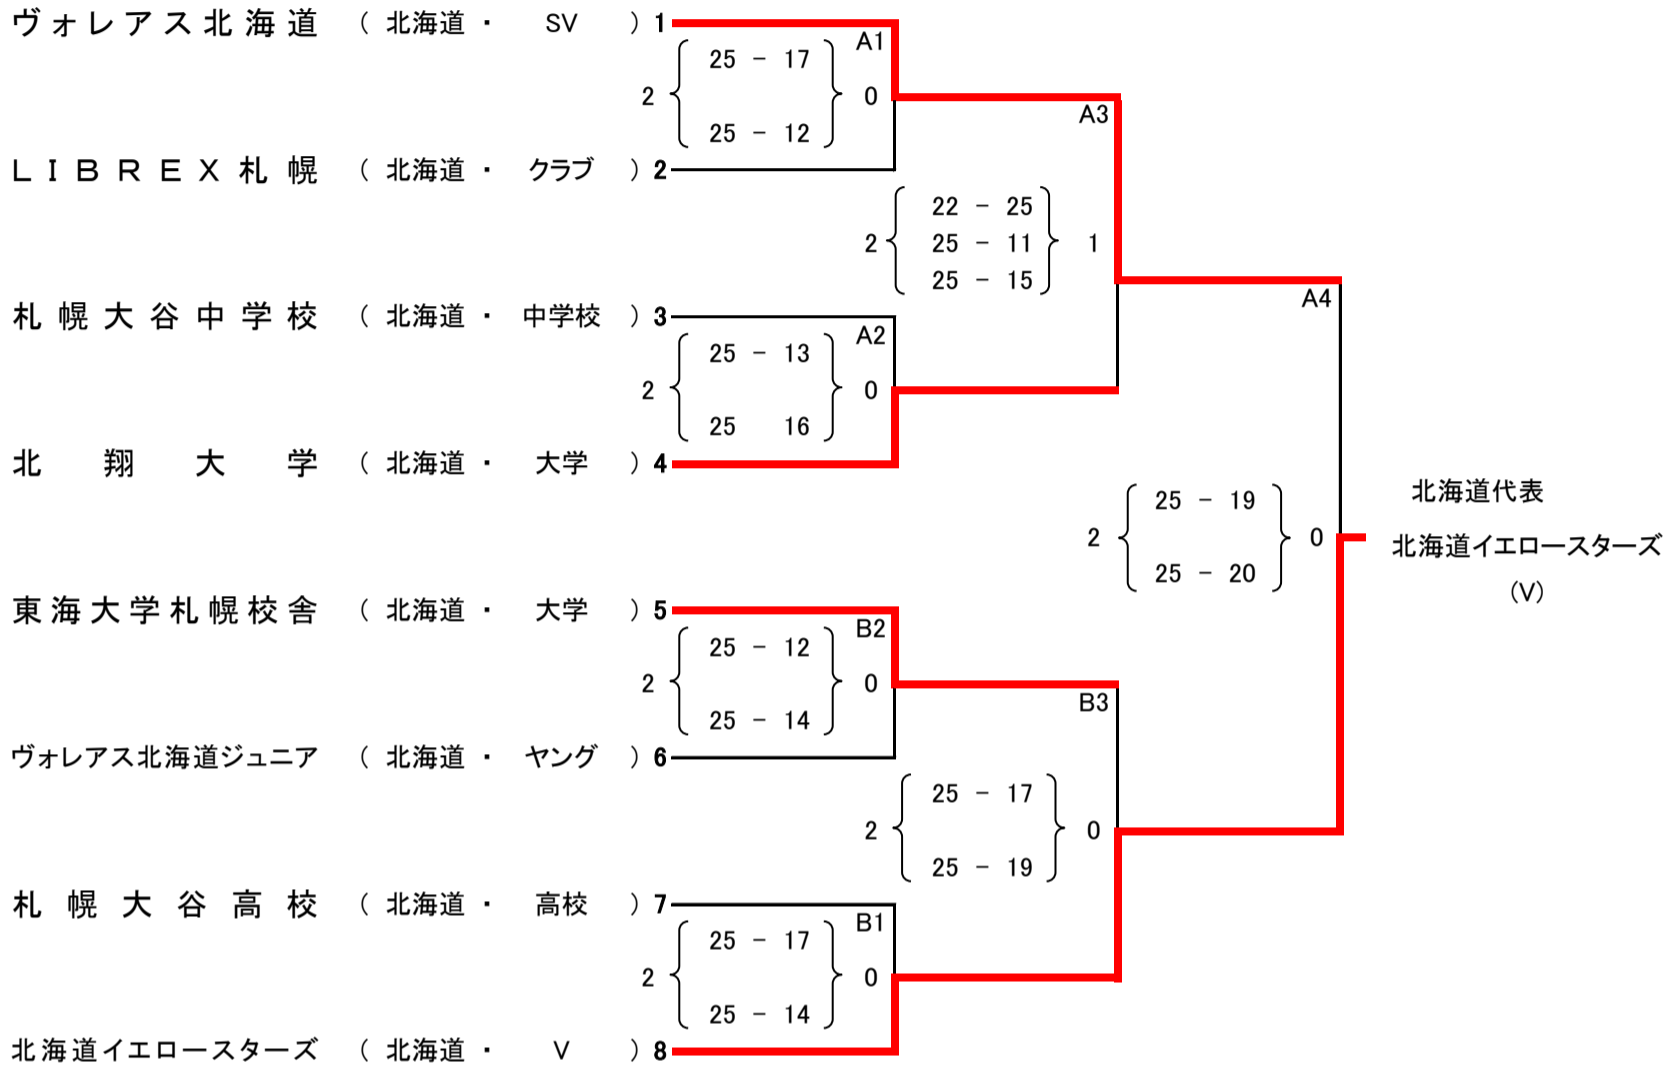 ヴォレアス北海道 （ 北海道 ・ SV ） 1
A1
25 － 17
2 0
25 － 12
A3
ＬＩＢＲＥＸ札幌 （ 北海道 ・ クラブ ） 2
22 － 25
2 25 － 11 1
25 － 15
A4
札幌大谷中学校 （ 北海道 ・ 中学校 ） 3
A2
25 － 13
2 0
25 16
北翔大学 （ 北海道 ・ 大学 ） 4
25 － 19
2 0
25 － 20
北海道代表
北海道イエロースターズ
（V）
東海大学札幌校舎 （ 北海道 ・ 大学 ） 5
B2
25 － 12
2 0
25 － 14
B3
ヴォレアス北海道ジュニア （ 北海道 ・ ヤング ） 6
25 － 17
2 0
25 － 19
札幌大谷高校 （ 北海道 ・ 高校 ） 7
B1
25 － 17
2 0
25 － 14
北海道イエロースターズ （ 北海道 ・ V ） 8